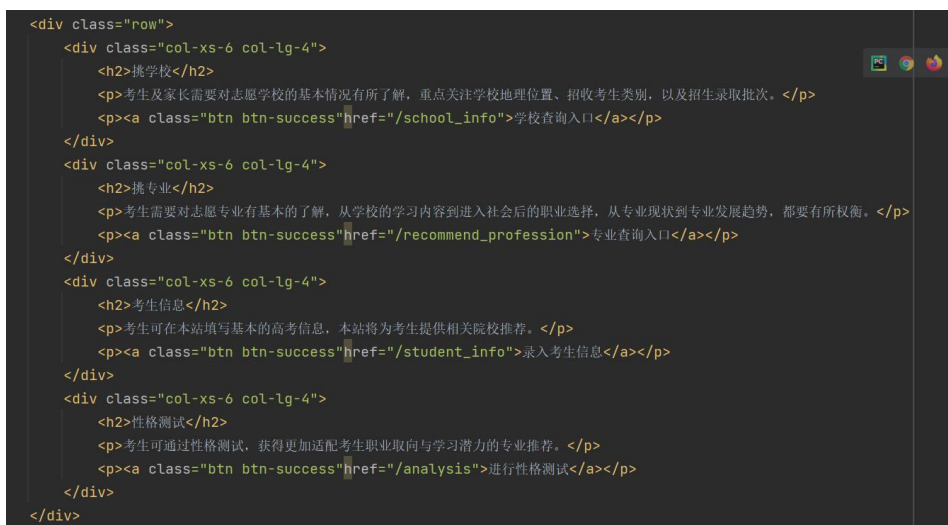 <div class="row">
<div class="col-xs-6 col-lg-4">
<h2>挑学校</h2>
<p>考生及家长需要对志愿学校的基本情况有所了解，重点关注学校地理位置、招收考生类别，以及招生录取批次。</p>
<p><a class="btn btn-success"href="/school_info">学校查询入口</a></p>
</div>
<div class="col-xs-6 col-lg-4">
<h2>挑专业</h2>
<p>考生需要对志愿专业有基本的了解，从学校的学习内容到进入社会后的职业选择，从专业现状到专业发展趋势，都要有所权衡。</p>
<p><a class="btn btn-success"href="/recommend_profession">专业查询入口</a></p>
</div>
<div class="col-xs-6 col-lg-4">
<h2>考生信息</h2>
<p>考生可在本站填写基本的高考信息，本站将为考生提供相关院校推荐。</p>
<p><a class="btn btn-success"href="/student_info">录入考生信息</a></p>
</div>
<div class="col-xs-6 col-lg-4">
<h2>性格测试</h2>
<p>考生可通过性格测试，获得更加适配考生职业取向与学习潜力的专业推荐。</p>
<p><a class="btn btn-success"href="/analysis">进行性格测试</a></p>
</div>
</div>
PC